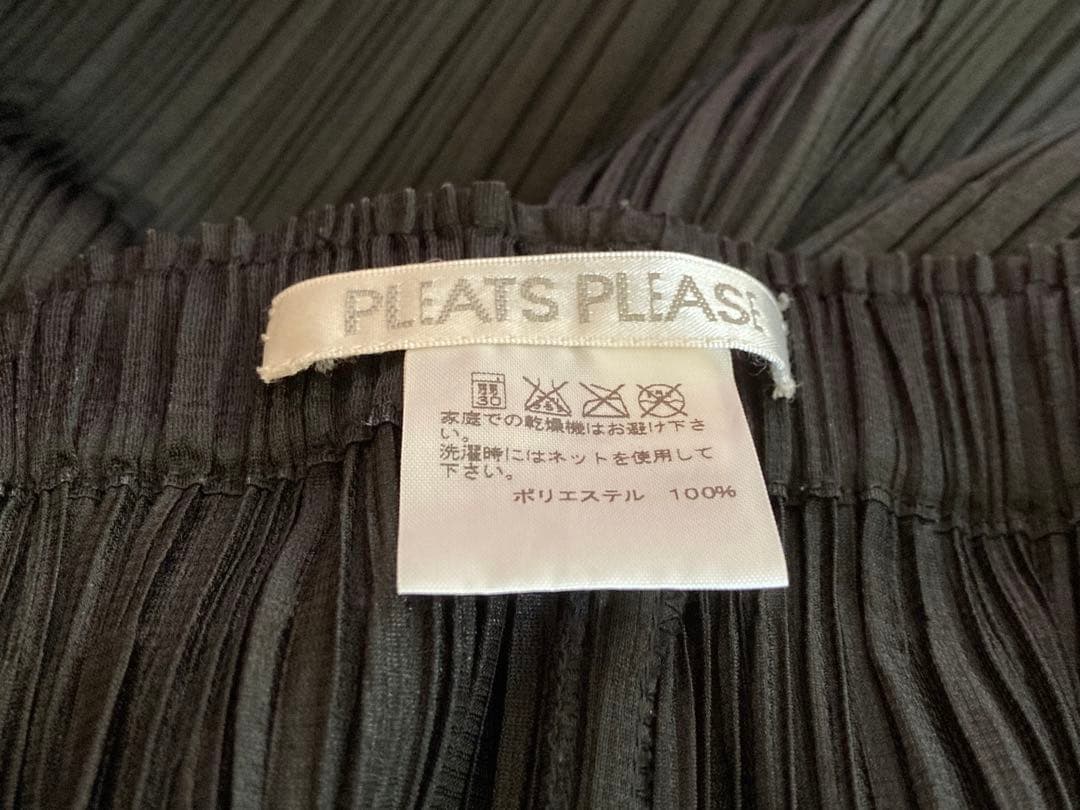 PLEATS PLEASE
30
家庭での乾燥機はお避け下さ
い。
洗濯時にはネットを使用して
下さい。
ポリエステル 100%